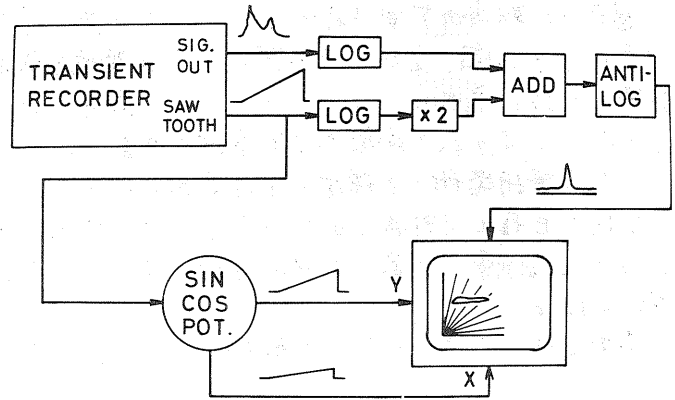 SIG.
OUT
TRANSIENT
RECORDER
SAW
TOOTH
LOG
LOG
x 2
ADD
ANTI-
LOG
SIN
COS
POT.
Y
X